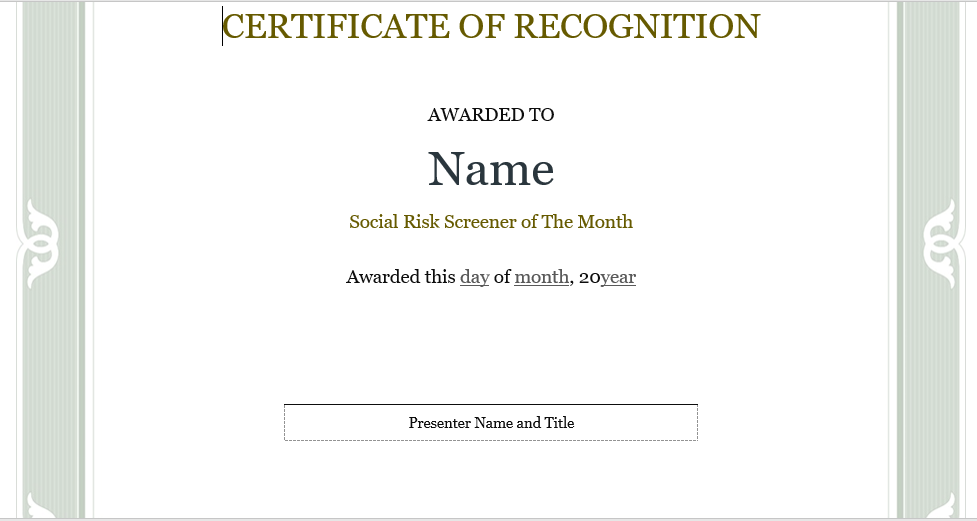 CERTIFICATE OF RECOGNITION
AWARDED TO
Name
Social Risk Screener of The Month
Awarded this day of month, 20year
Presenter Name and Title